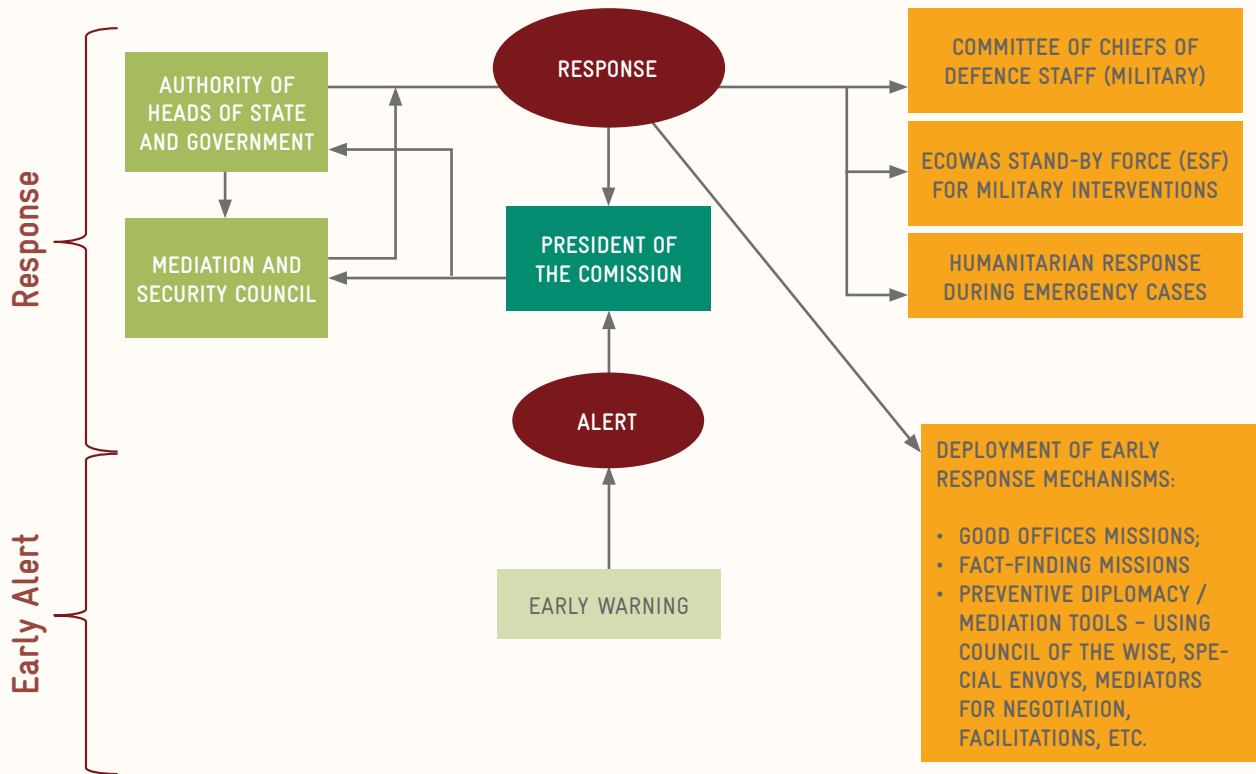 Response
Early Alert
AUTHORITY OF
HEADS OF STATE
AND GOVERNMENT
MEDIATION AND
SECURITY COUNCIL
RESPONSE
PRESIDENT OF
THE COMISSION
ALERT
EARLY WARNING
COMMITTEE OF CHIEFS OF
DEFENCE STAFF (MILITARY)
ECOWAS STAND-BY FORCE (ESF)
FOR MILITARY INTERVENTIONS
HUMANITARIAN RESPONSE
DURING EMERGENCY CASES
DEPLOYMENT OF EARLY
RESPONSE MECHANISMS:
• GOOD OFFICES MISSIONS;
• FACT-FINDING MISSIONS
• PREVENTIVE DIPLOMACY /
MEDIATION TOOLS – USING
COUNCIL OF THE WISE, SPE-
CIAL ENVOYS, MEDIATORS
FOR NEGOTIATION,
FACILITATIONS, ETC.